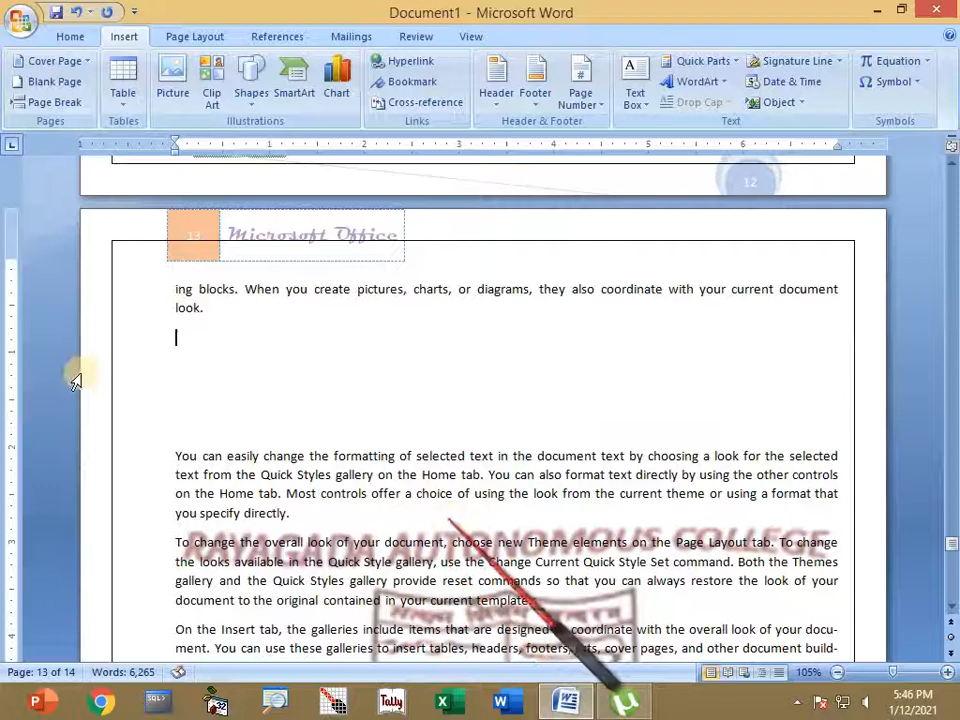 Document1 - Microsoft Word
Home Insert Page Layout References Mailings Review View
Cover Page
Blank Page
Page Break
Pages
Table
Tables
Picture
Clip Art
Shapes
SmartArt
Chart
Illustrations
Hyperlink
Bookmark
Cross-reference
Links
Header
Footer
Page Number
Header & Footer
Text Box
Quick Parts
WordArt
Drop Cap
Signature Line
Date & Time
Object
Text
Equation
Symbol
Symbols
12
13 Microsoft Office
ing blocks. When you create pictures, charts, or diagrams, they also coordinate with your current document
look.
You can easily change the formatting of selected text in the document text by choosing a look for the selected
text from the Quick Styles gallery on the Home tab. You can also format text directly by using the other controls
on the Home tab. Most controls offer a choice of using the look from the current theme or using a format that
you specify directly.
To change the overall look of your document, choose new Theme elements on the Page Layout tab. To change
AUTONOMOUS COLLEGE
the looks available in the Quick Style gallery, use the Change Current Quick Style Set command. Both the Themes
gallery and the Quick Styles gallery provide reset commands so that you can always restore the look of your
document to the original contained in your current template.
On the Insert tab, the galleries include items that are designed to coordinate with the overall look of your docu-
ment. You can use these galleries to insert tables, headers, footers, lists, cover pages, and other document build-
Page: 13 of 14 Words: 6,265 105%
5:46 PM
1/12/2021